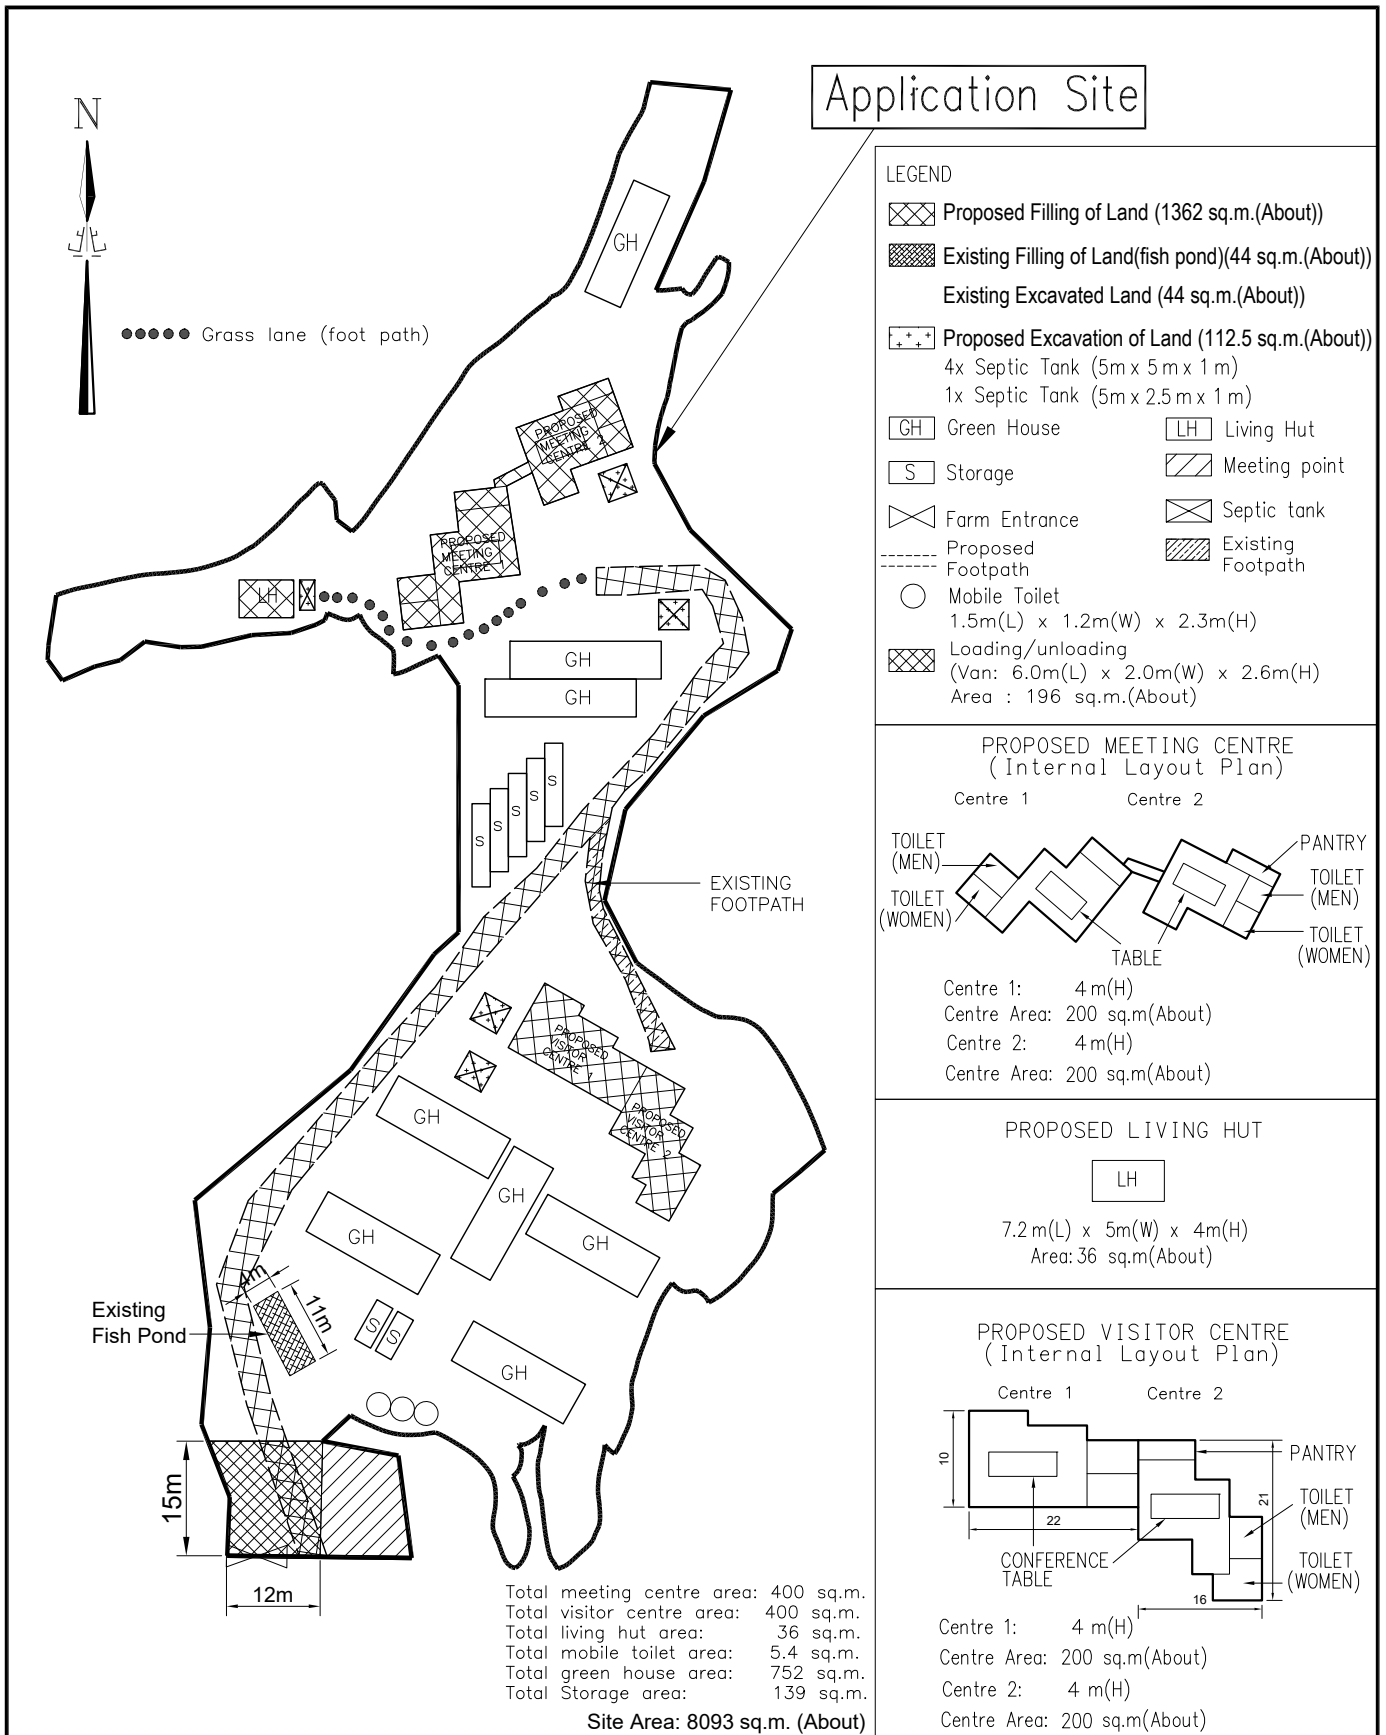 Application Site
N
Grass lane (foot path)
GH
PROPOSED
MEETING
CENTRE 2
PROPOSED
MEETING
CENTRE 1
LH
GH
GH
S
S
S
S
S
EXISTING
FOOTPATH
PROPOSED
VISITOR
CENTRE 1
PROPOSED
VISITOR
CENTRE 2
GH
GH
GH
GH
4m
11m
Existing
Fish Pond
S
S
GH
15m
12m
Total meeting centre area: 400 sq.m.
Total visitor centre area: 400 sq.m.
Total living hut area: 36 sq.m.
Total mobile toilet area: 5.4 sq.m.
Total green house area: 752 sq.m.
Total Storage area: 139 sq.m.
Site Area: 8093 sq.m. (About)
LEGEND
Proposed Filling of Land (1362 sq.m.(About))
Existing Filling of Land(fish pond)(44 sq.m.(About))
Existing Excavated Land (44 sq.m.(About))
Proposed Excavation of Land (112.5 sq.m.(About))
4x Septic Tank (5m x 5m x 1m)
1x Septic Tank (5m x 2.5m x 1m)
GH Green House
LH Living Hut
S Storage
Meeting point
Farm Entrance
Septic tank
Proposed
Footpath
Existing
Footpath
Mobile Toilet
1.5m(L) x 1.2m(W) x 2.3m(H)
Loading/unloading
(Van: 6.0m(L) x 2.0m(W) x 2.6m(H)
Area : 196 sq.m.(About)
PROPOSED MEETING CENTRE
(Internal Layout Plan)
Centre 1 Centre 2
TOILET
(MEN)
TOILET
(WOMEN)
PANTRY
TOILET
(MEN)
TOILET
(WOMEN)
TABLE
Centre 1: 4m(H)
Centre Area: 200 sq.m(About)
Centre 2: 4m(H)
Centre Area: 200 sq.m(About)
PROPOSED LIVING HUT
LH
7.2m(L) x 5m(W) x 4m(H)
Area:36 sq.m(About)
PROPOSED VISITOR CENTRE
(Internal Layout Plan)
Centre 1 Centre 2
10
22
PANTRY
21
TOILET
(MEN)
CONFERENCE
TABLE
TOILET
(WOMEN)
16
Centre 1: 4 m(H)
Centre Area: 200 sq.m(About)
Centre 2: 4 m(H)
Centre Area: 200 sq.m(About)